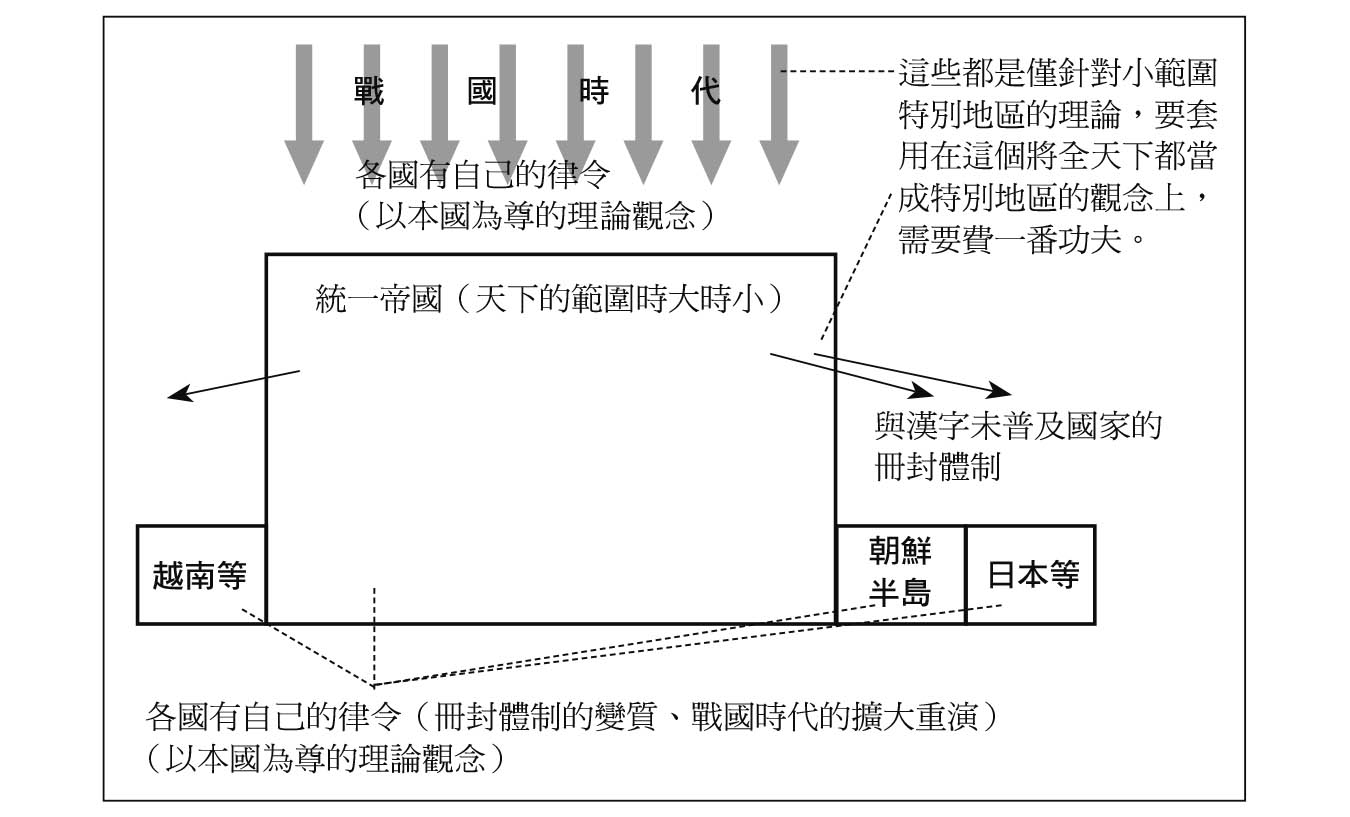 戰國時代
各國有自己的律令
（以本國為尊的理論觀念）
這些都是僅針對小範圍
特別地區的理論，要套
用在這個將全天下都當
成特別地區的觀念上，
需要費一番功夫。
統一帝國（天下的範圍時大時小）
與漢字未普及國家的
冊封體制
越南等
朝鮮
半島
日本等
各國有自己的律令（冊封體制的變質、戰國時代的擴大重演）
（以本國為尊的理論觀念）